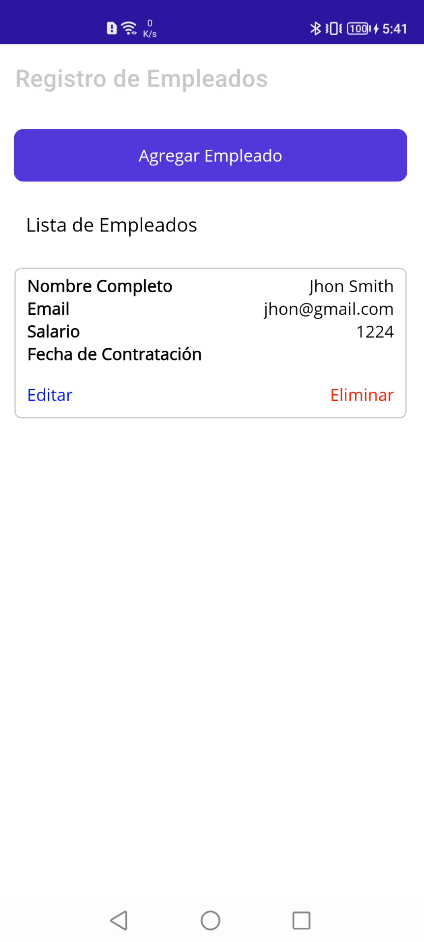 0
K/s
100
5:41
Registro de Empleados
Agregar Empleado
Lista de Empleados
Nombre Completo Jhon Smith
Email jhon@gmail.com
Salario 1224
Fecha de Contratación
Editar Eliminar